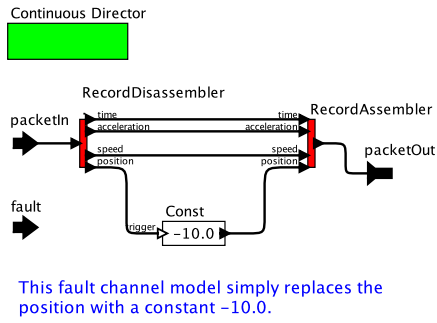 Continuous Director
RecordDisassembler
RecordAssembler
packetIn
time
acceleration
speed
position
time
acceleration
speed
position
packetOut
fault
Const
rigger
-10.0
This fault channel model simply replaces the
position with a constant -10.0.